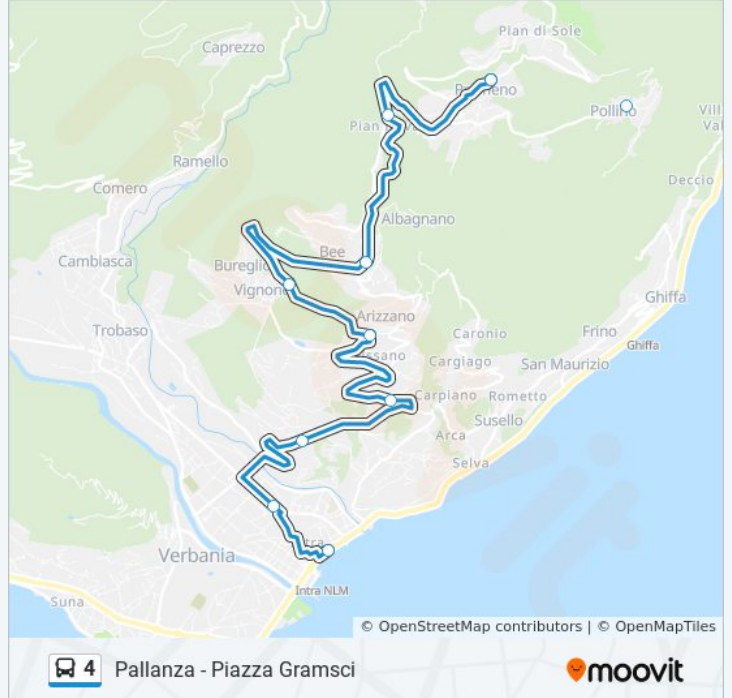 Pian di Sole
Caprezzo
Pollino
Ramello
Comero
Deccio
Albagnano
Bee
Cambiasca
Vignone
Ghiffa
Arizzano
Trobaso
Caronio
Frino
Ghiffa
Cargiago
San Maurizio
Carpiano
Rometto
Susello
Arca
Selva
Verbania
Intra NLM
Suna
© OpenStreetMap contributors | © OpenMapTiles
4 Pallanza - Piazza Gramsci
moovit